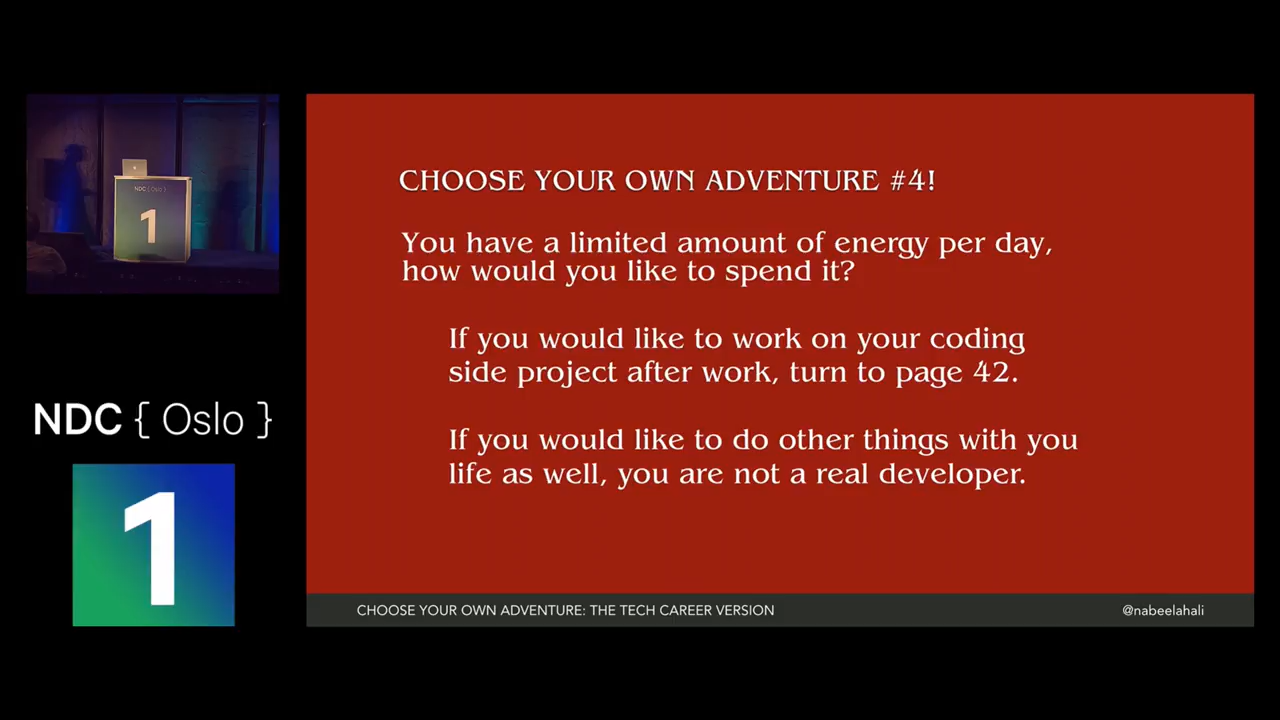 NDC { Oslo }
1
NDC { Oslo }
1
CHOOSE YOUR OWN ADVENTURE #4!
You have a limited amount of energy per day,
how would you like to spend it?
If you would like to work on your coding
side project after work, turn to page 42.
If you would like to do other things with you
life as well, you are not a real developer.
CHOOSE YOUR OWN ADVENTURE: THE TECH CAREER VERSION
@nabeelahali